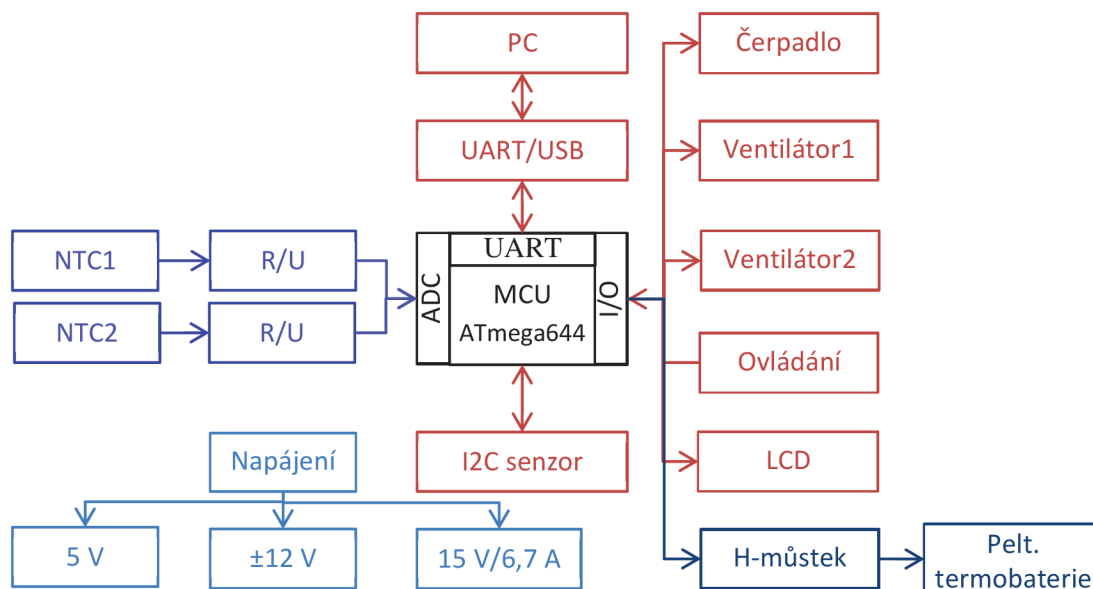 PC
Čerpadlo
UART/USB
Ventilátor1
NTC1
R/U
ADC
UART
MCU
ATmega644
I/O
Ventilátor2
NTC2
R/U
Ovládání
Napájení
I2C senzor
LCD
5 V
±12 V
15 V/6,7 A
H-můstek
Pelt.
termobaterie